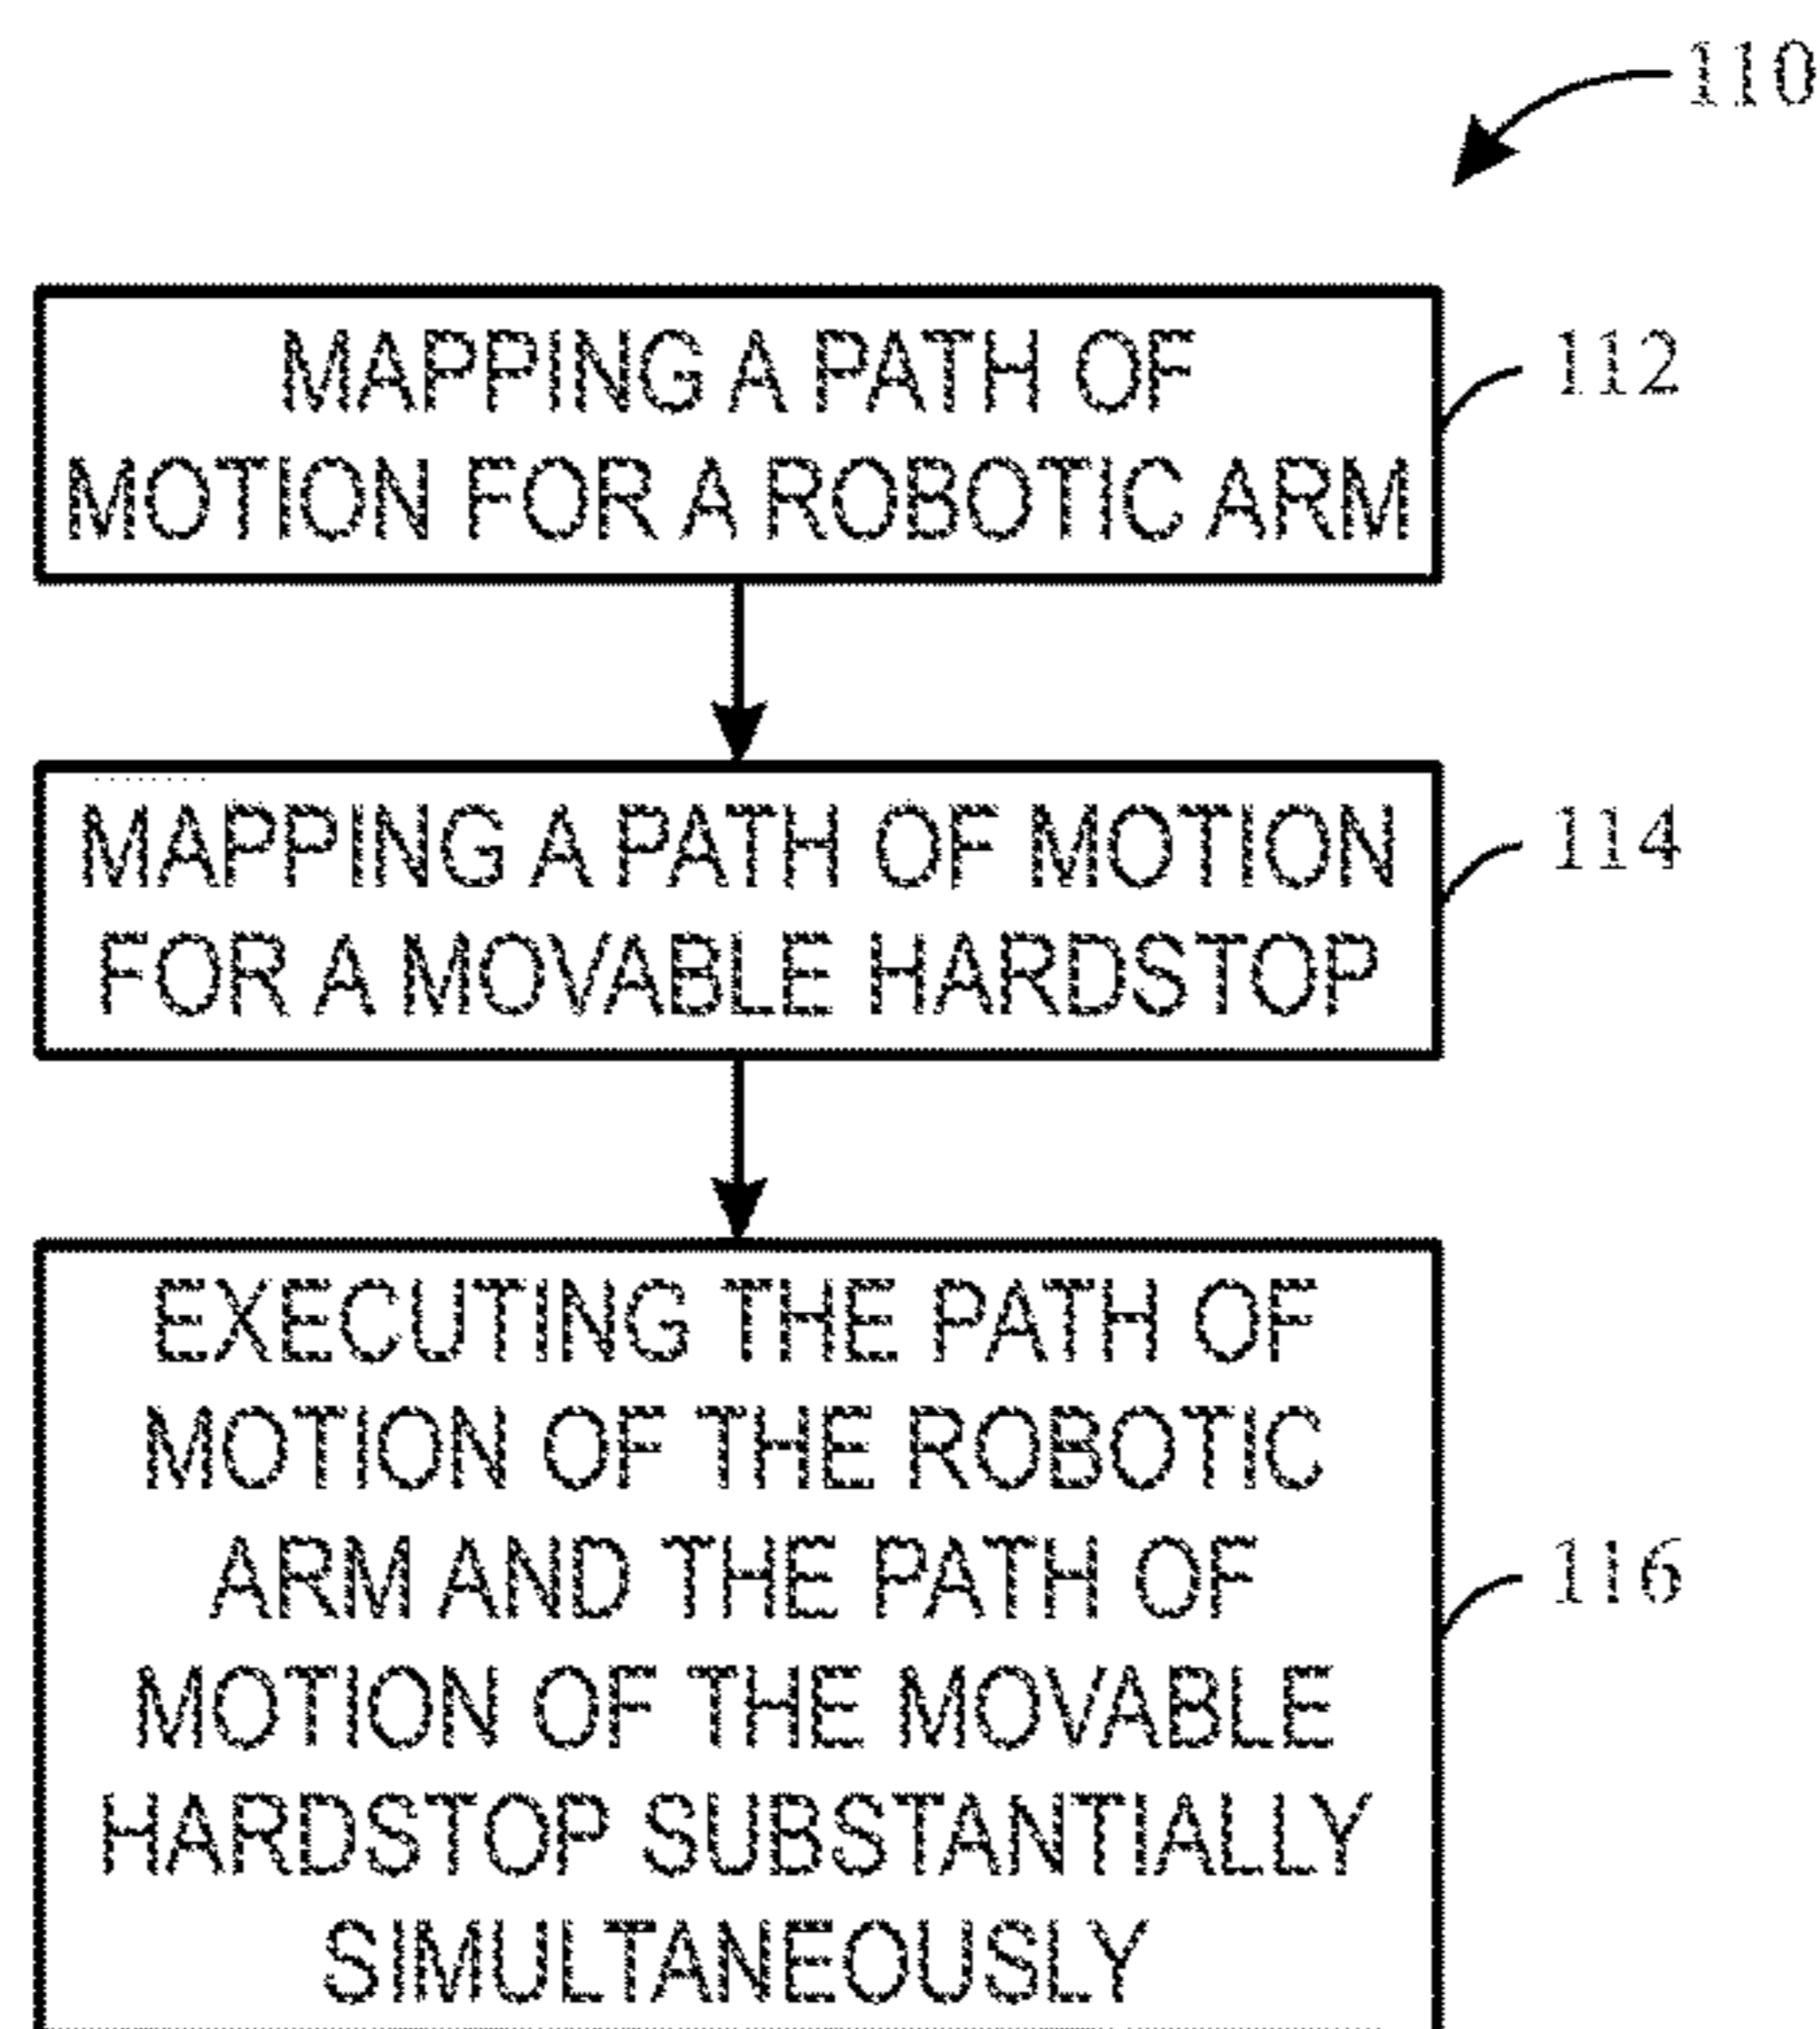 110
MAPPING A PATH OF
MOTION FOR A ROBOTIC ARM
112
MAPPING A PATH OF MOTION
FOR A MOVABLE HARDSTOP
114
EXECUTING THE PATH OF
MOTION OF THE ROBOTIC
ARM AND THE PATH OF
MOTION OF THE MOVABLE
HARDSTOP SUBSTANTIALLY
SIMULTANEOUSLY
116